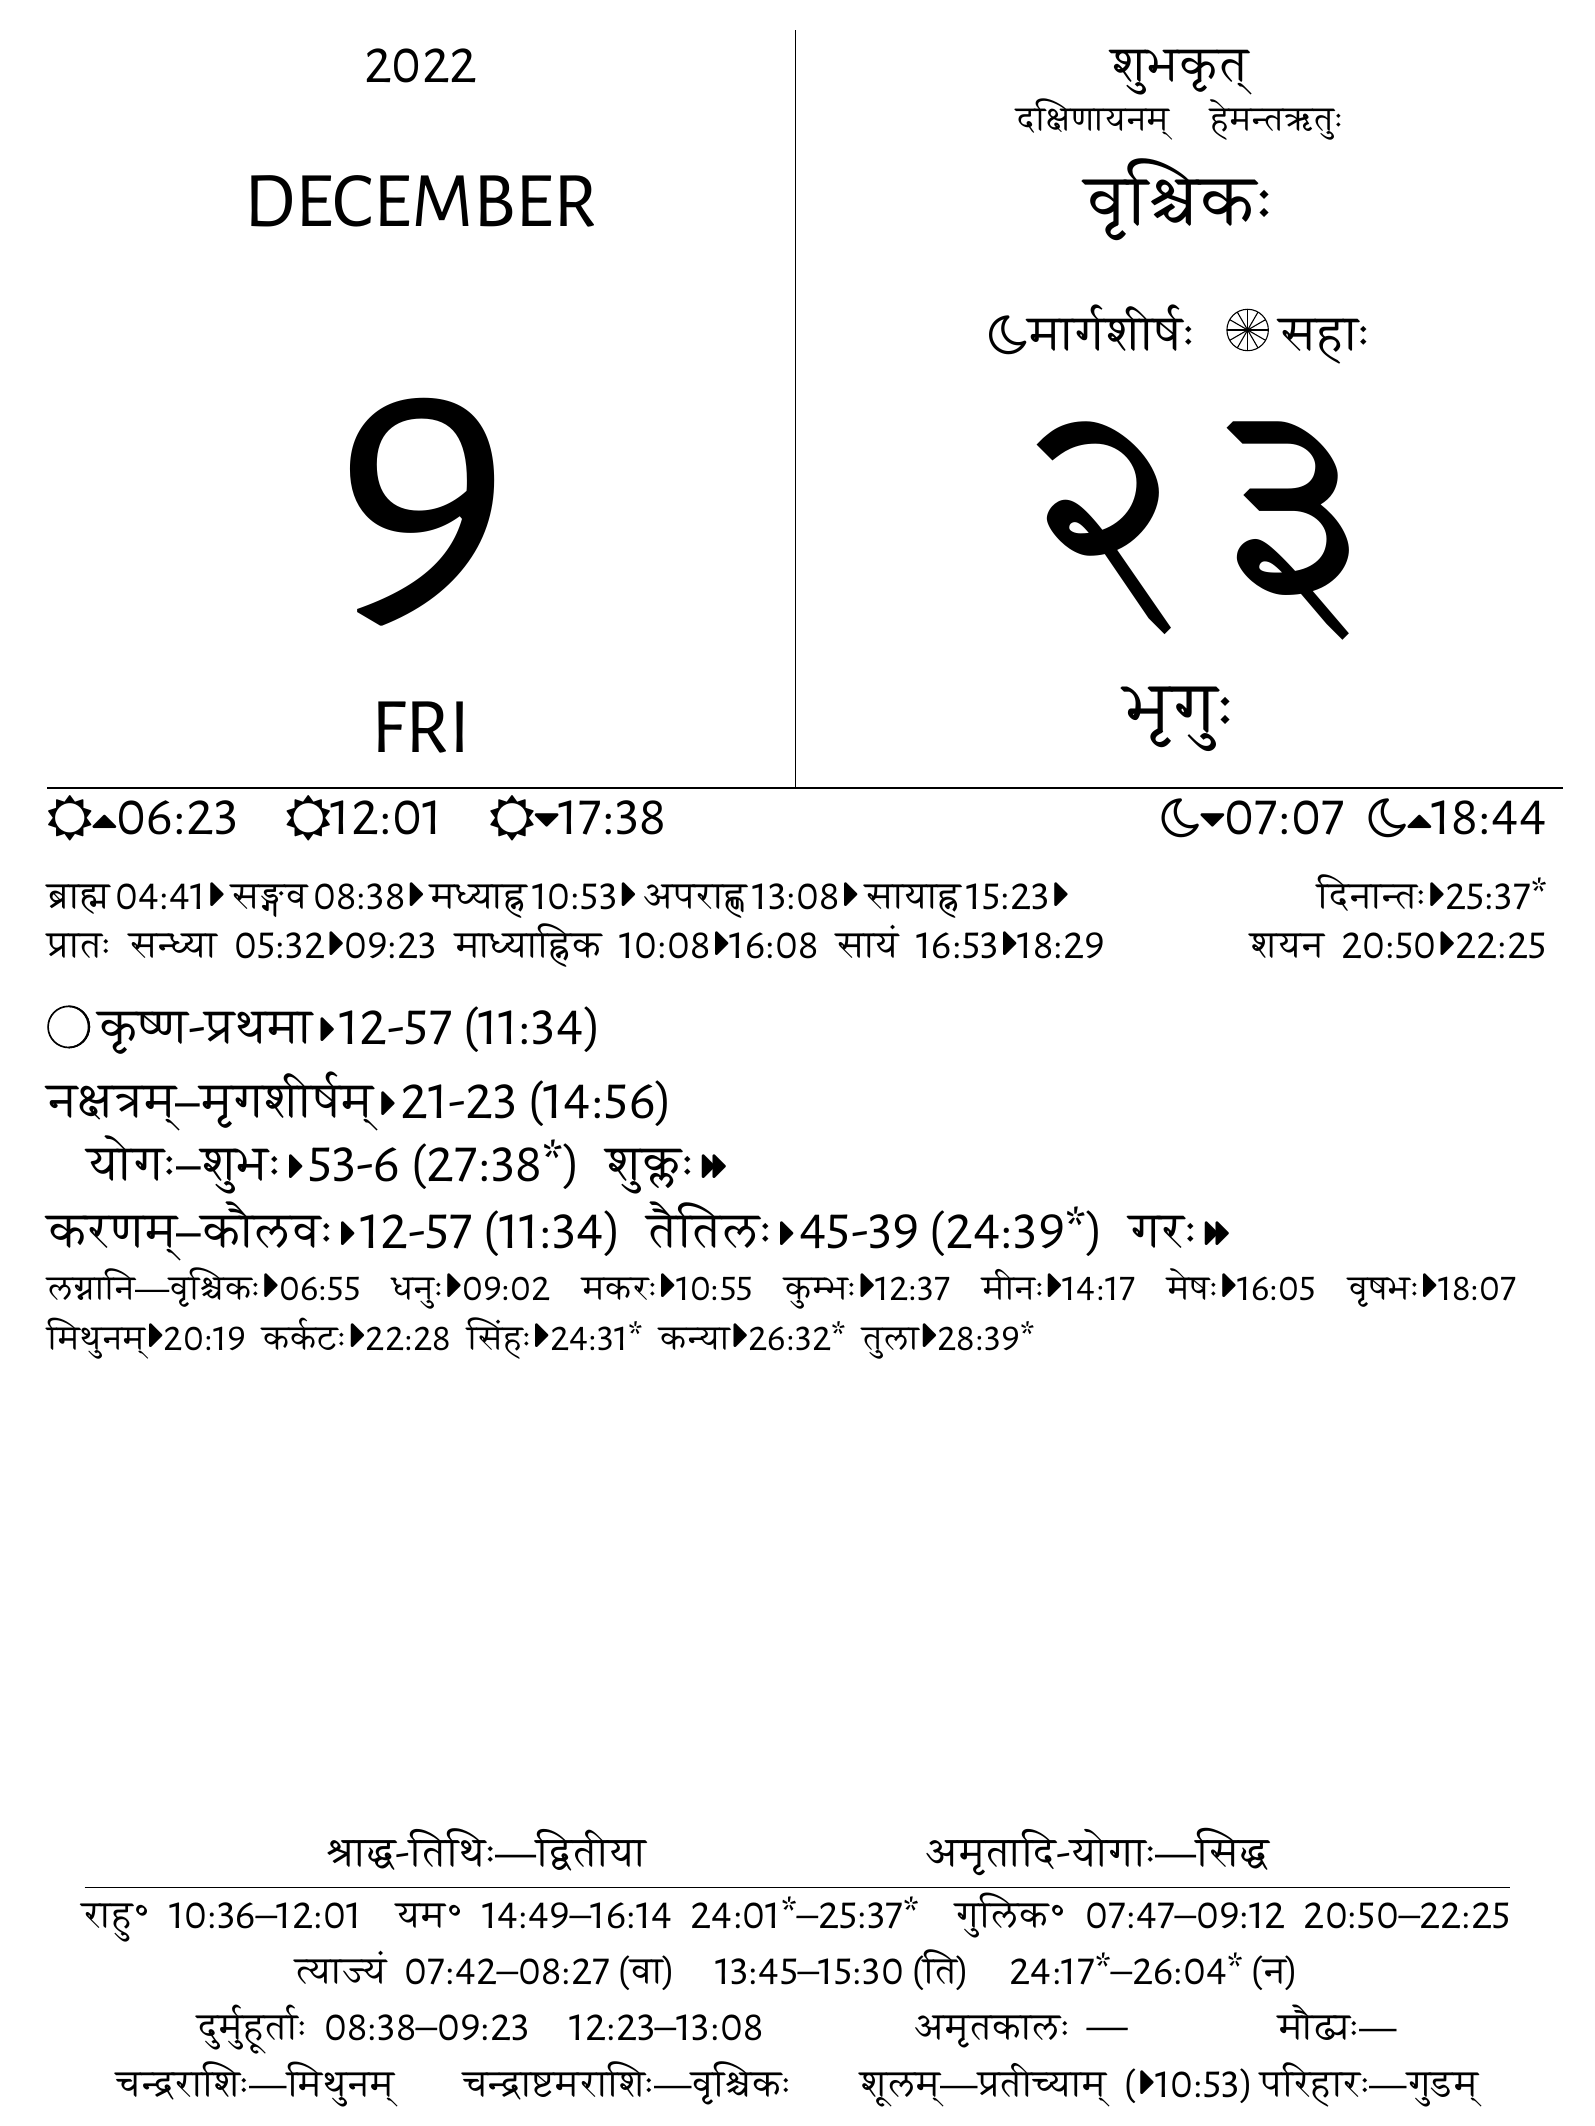 2022
DECEMBER
9
FRI
शुभकृत्
दक्षिणायनम् हेमन्तऋतुः
वृश्चिकः
मार्गशीर्षः सहाः
२३
भृगुः
06:23 12:01 17:38 07:07 18:44
ब्राह्म 04:41 सङ्गव 08:38 मध्याह्न 10:53 अपराह्ण 13:08 सायाह्न 15:23 दिनान्तः 25:37*
प्रातः सन्ध्या 05:32 09:23 माध्याह्निक 10:08 16:08 सायं 16:53 18:29 शयन 20:50 22:25
कृष्ण-प्रथमा 12-57 (11:34)
नक्षत्रम्–मृगशीर्षम् 21-23 (14:56)
योगः–शुभः 53-6 (27:38*) शुक्लः
करणम्–कौलवः 12-57 (11:34) तैतिलः 45-39 (24:39*) गरः
लग्नानि—वृश्चिकः 06:55 धनुः 09:02 मकरः 10:55 कुम्भः 12:37 मीनः 14:17 मेषः 16:05 वृषभः 18:07
मिथुनम् 20:19 कर्कटः 22:28 सिंहः 24:31* कन्या 26:32* तुला 28:39*
श्राद्ध-तिथिः—द्वितीया अमृतादि-योगाः—सिद्ध
राहु॰ 10:36–12:01 यम॰ 14:49–16:14 24:01*–25:37* गुलिक॰ 07:47–09:12 20:50–22:25
त्याज्यं 07:42–08:27 (वा) 13:45–15:30 (ति) 24:17*–26:04* (न)
दुर्मुहूर्ताः 08:38–09:23 12:23–13:08 अमृतकालः — मौढ्यः—
चन्द्रराशिः—मिथुनम् चन्द्राष्टमराशिः—वृश्चिकः शूलम्—प्रतीच्याम् (10:53) परिहारः—गुडम्